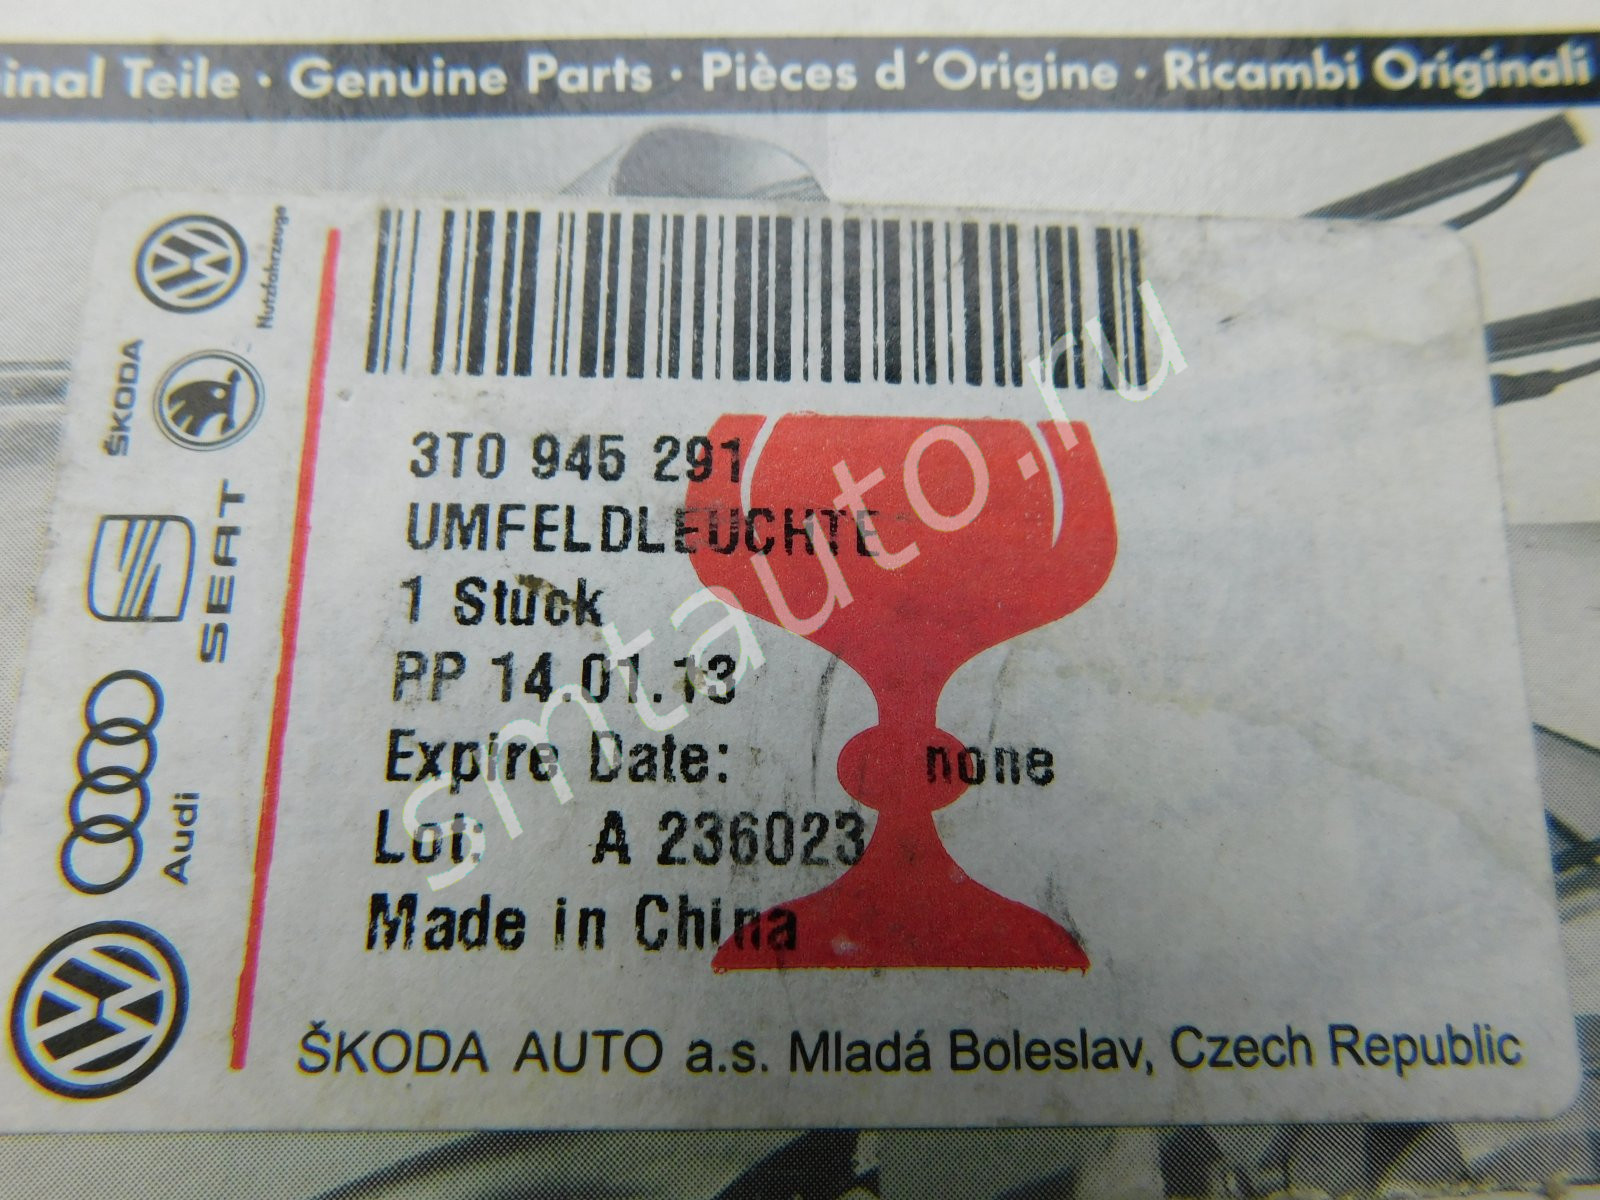 inal Teile · Genuine Parts · Pièces d´Origine · Ricambi Originali
Nutzfahrzeuge
ŠKODA
SEAT
Audi
3T0 945 291
UMFELDLEUCHTE
1 Stuck
PP 14.01.13
Expire Date: none
Lot: A 236023
Made in China
ŠKODA AUTO a.s. Mladá Boleslav, Czech Republic
smtauto.ru